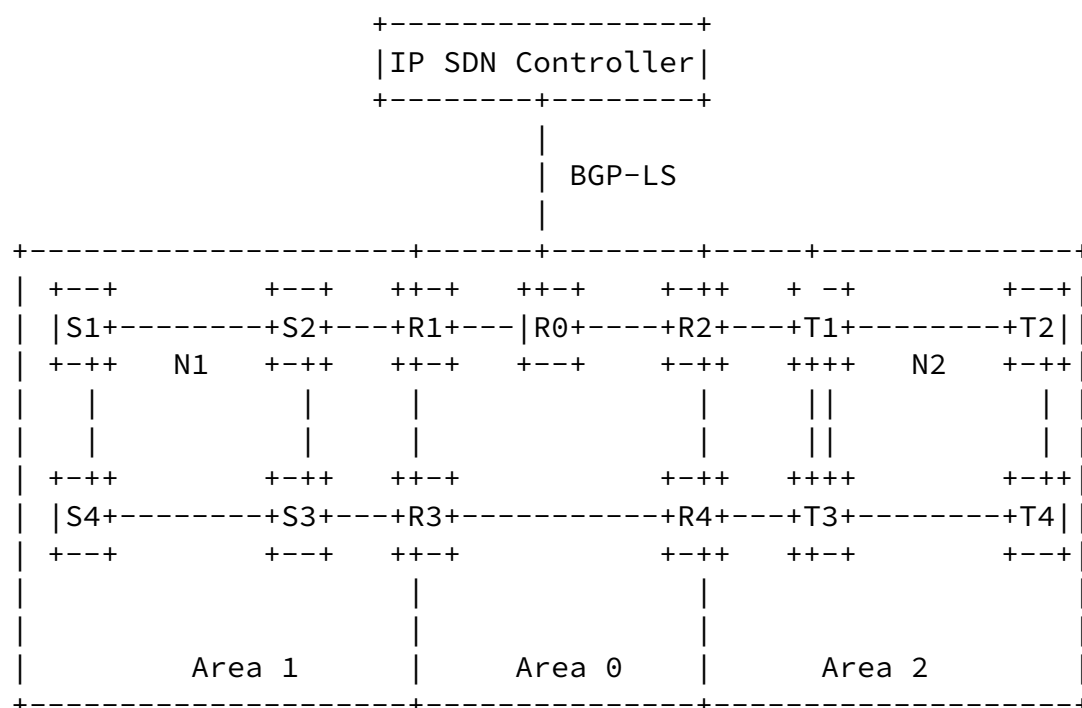 IP SDN Controller
BGP-LS
S1 S2 R1 R0 R2 T1 T2
N1 N2
S4 S3 R3 R4 T3 T4
Area 1 Area 0 Area 2